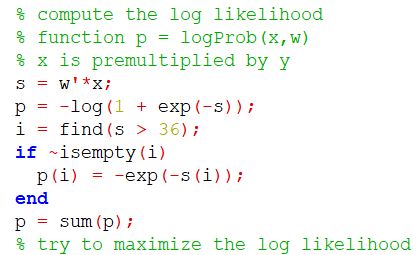 % compute the log likelihood
% function p = logProb(x,w)
% x is premultiplied by y
s = w'*x;
p = -log(1 + exp(-s));
i = find(s > 36);
if ~isempty(i)
  p(i) = -exp(-s(i));
end
p = sum(p);
% try to maximize the log likelihood